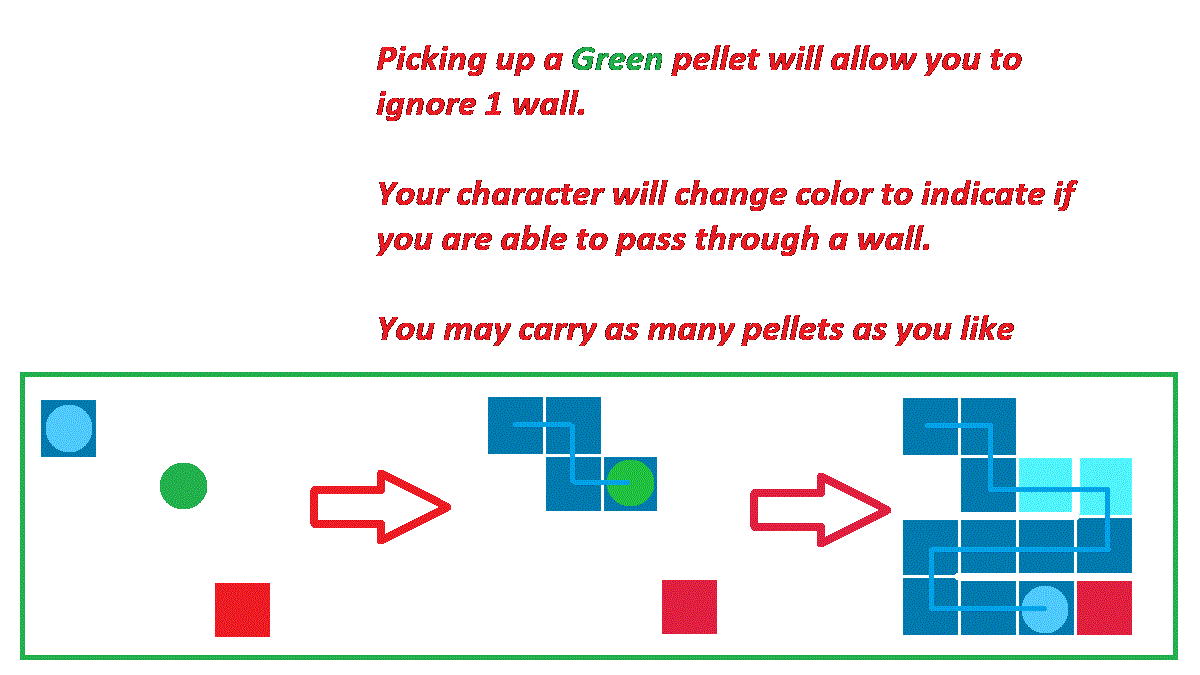 Picking up a Green pellet will allow you to
ignore 1 wall.
Your character will change color to indicate if
you are able to pass through a wall.
You may carry as many pellets as you like